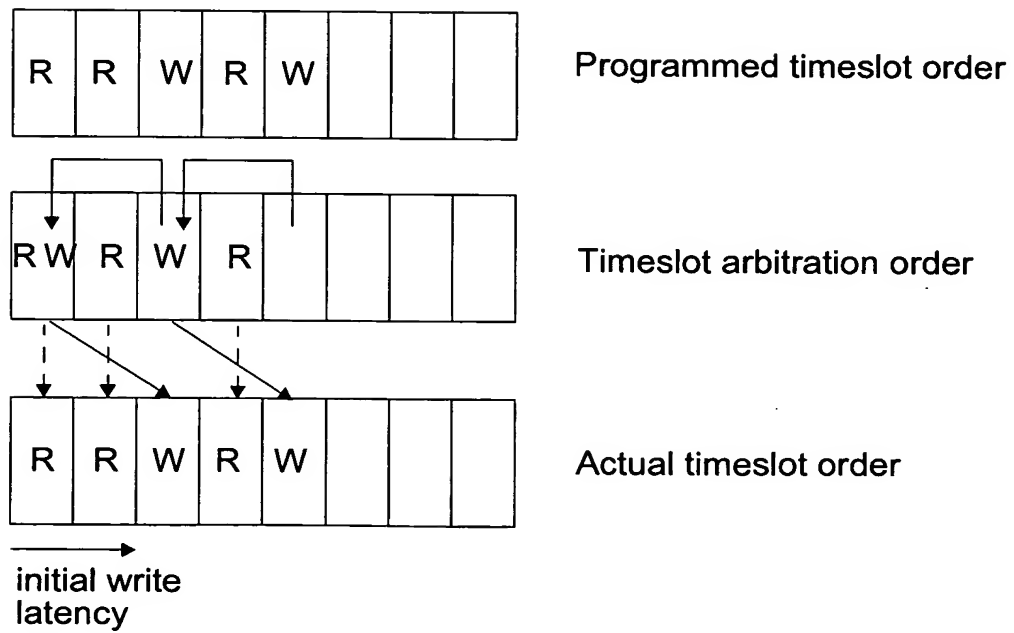 R R W R W
Programmed timeslot order
RW R W R
Timeslot arbitration order
R R W R W
Actual timeslot order
initial write
latency